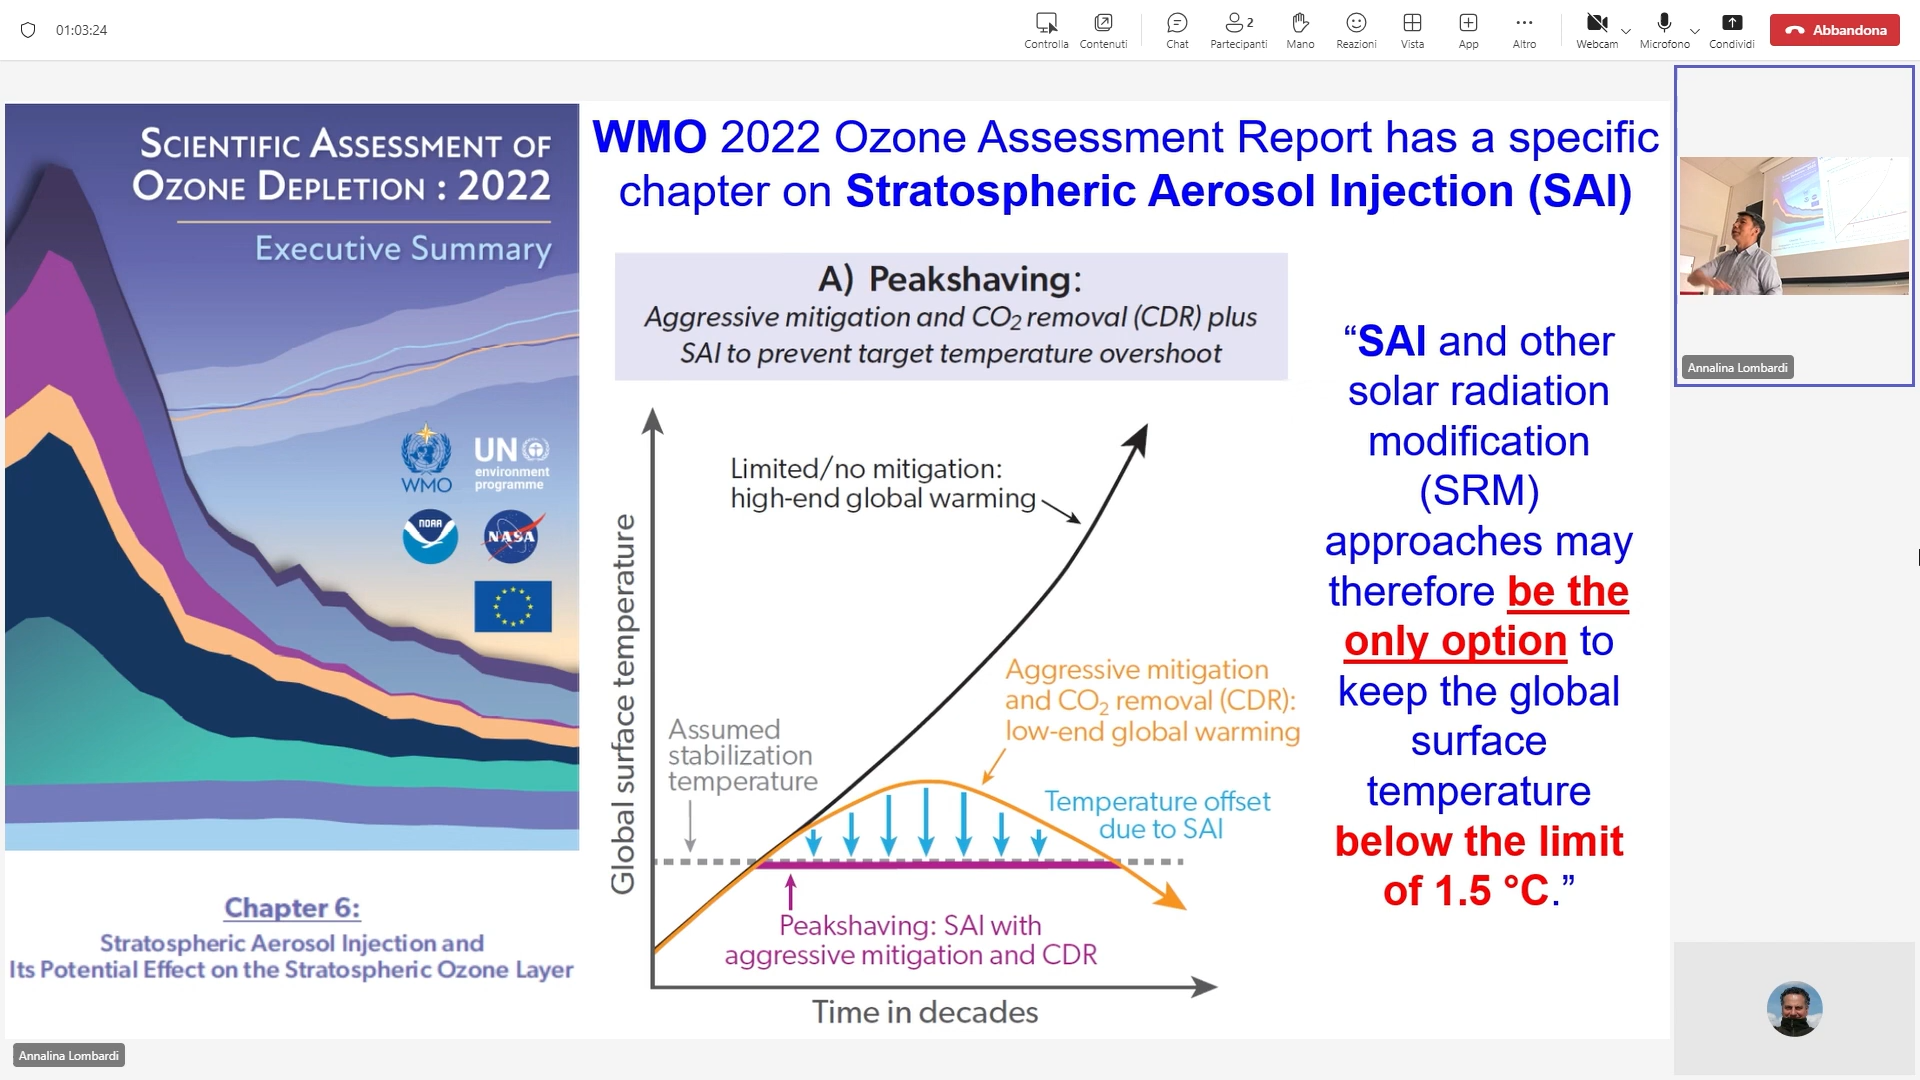 01:03:24
Controlla
Contenuti
Chat
2
Partecipanti
Mano
Reazioni
Vista
App
Altro
Webcam
Microfono
Condividi
Abbandona
SCIENTIFIC ASSESSMENT OF
OZONE DEPLETION : 2022
Executive Summary
WMO
UN
environment
programme
NOAA
NASA
Chapter 6:
Stratospheric Aerosol Injection and
Its Potential Effect on the Stratospheric Ozone Layer
WMO 2022 Ozone Assessment Report has a specific
chapter on Stratospheric Aerosol Injection (SAI)
A) Peakshaving:
Aggressive mitigation and CO₂ removal (CDR) plus
SAI to prevent target temperature overshoot
Global surface temperature
Limited/no mitigation:
high-end global warming
Aggressive mitigation
and CO₂ removal (CDR):
low-end global warming
Assumed
stabilization
temperature
Temperature offset
due to SAI
Peakshaving: SAI with
aggressive mitigation and CDR
Time in decades
“SAI and other
solar radiation
modification
(SRM)
approaches may
therefore be the
only option to
keep the global
surface
temperature
below the limit
of 1.5 °C.”
Annalina Lombardi
Annalina Lombardi